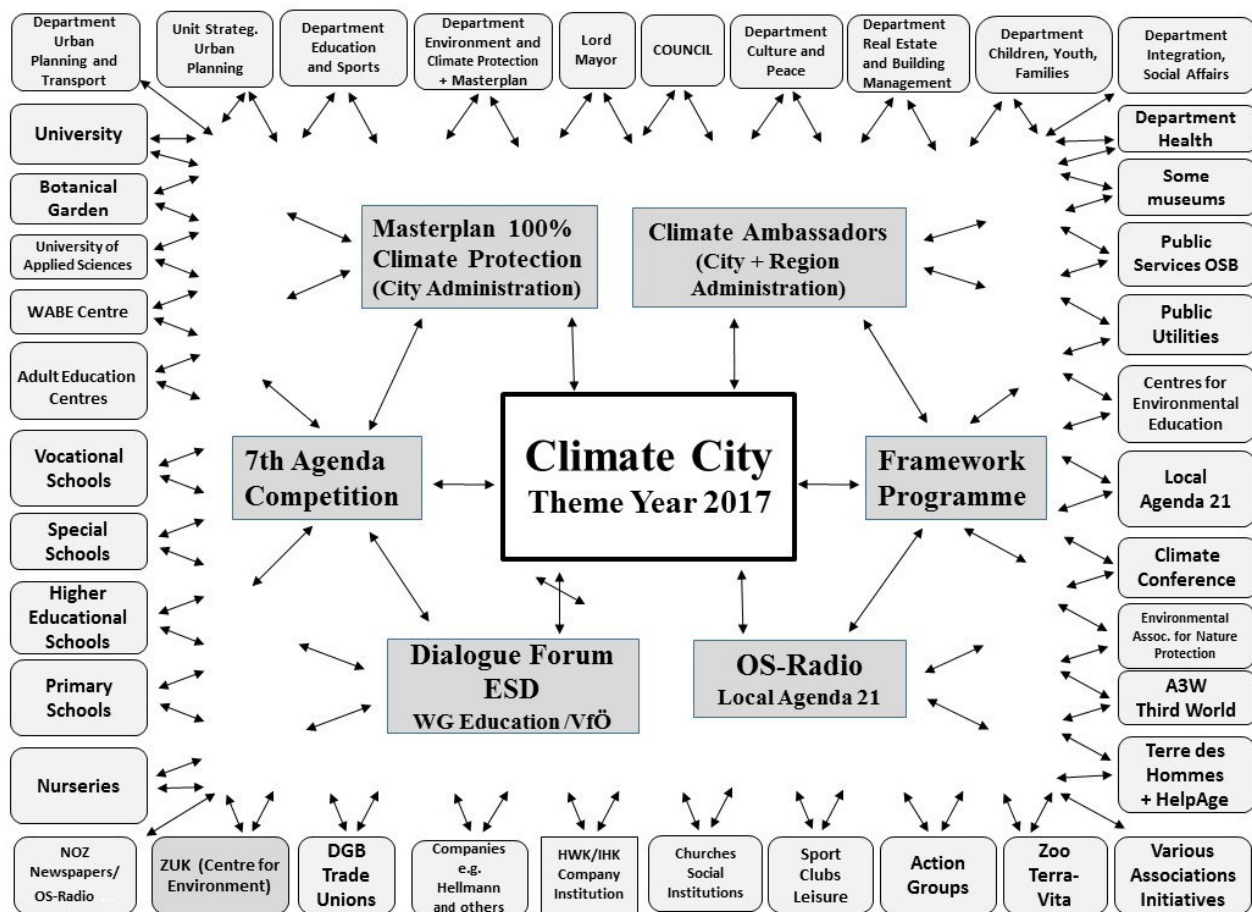 Department
Urban
Planning and
Transport
Unit Strateg.
Urban
Planning
Department
Education
and Sports
Department
Environment and
Climate Protection
+ Masterplan
Lord
Mayor
COUNCIL
Department
Culture and
Peace
Department
Real Estate
and Building
Management
Department
Children, Youth,
Families
Department
Integration,
Social Affairs
University
Botanical
Garden
University of
Applied Sciences
WABE Centre
Adult Education
Centres
Vocational
Schools
Special
Schools
Higher
Educational
Schools
Primary
Schools
Nurseries
Masterplan 100%
Climate Protection
(City Administration)
Climate Ambassadors
(City + Region
Administration)
7th Agenda
Competition
Climate City
Theme Year 2017
Framework
Programme
Dialogue Forum
ESD
WG Education /VfÖ
OS-Radio
Local Agenda 21
Department
Health
Some
museums
Public
Services OSB
Public
Utilities
Centres for
Environmental
Education
Local
Agenda 21
Climate
Conference
Environmental
Assoc. for Nature
Protection
A3W
Third World
Terre des
Hommes
+ HelpAge
NOZ
Newspapers/
OS-Radio
ZUK (Centre for
Environment)
DGB
Trade
Unions
Companies
e.g.
Hellmann
and others
HWK/IHK
Company
Institution
Churches
Social
Institutions
Sport
Clubs
Leisure
Action
Groups
Zoo
Terra-
Vita
Various
Associations
Initiatives